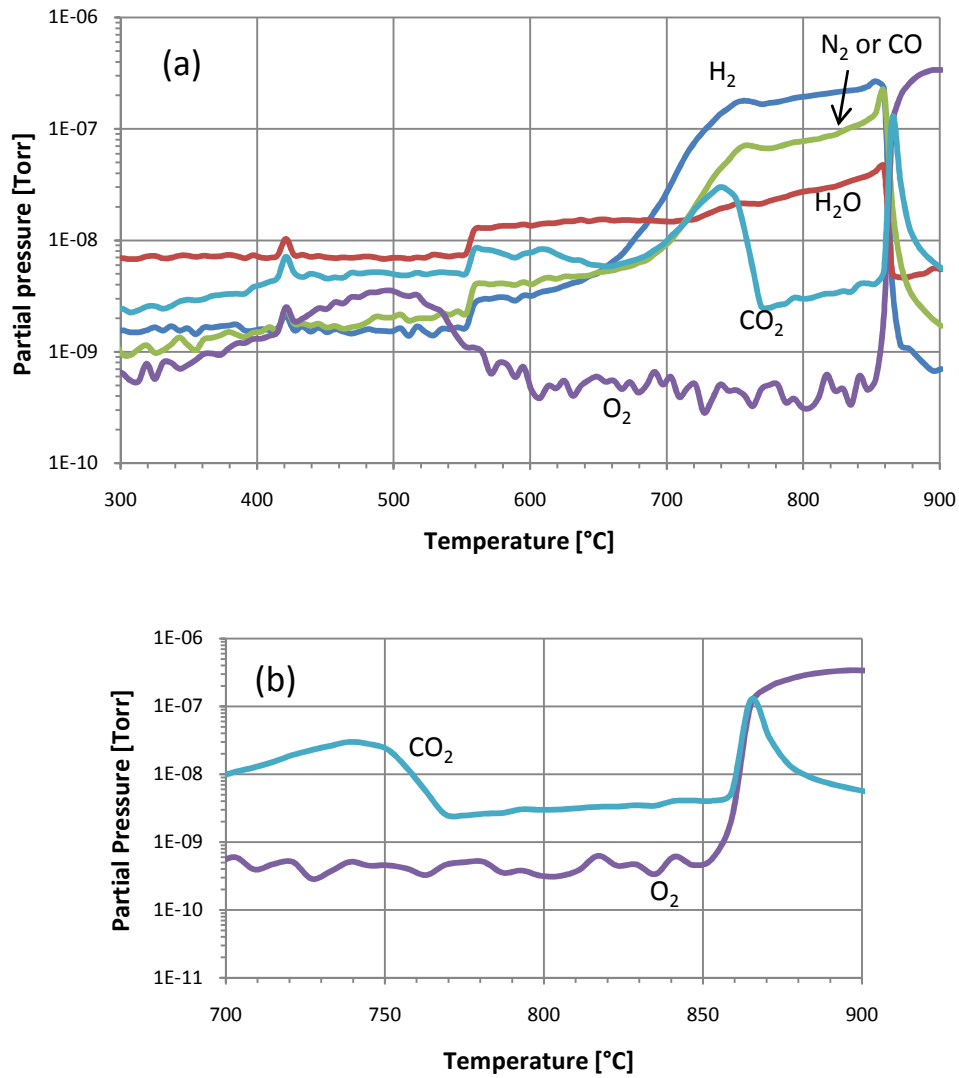 (a)
Partial pressure [Torr]
1E-06
1E-07
1E-08
1E-09
1E-10
H₂
N₂ or CO
H₂O
CO₂
O₂
300 400 500 600 700 800 900
Temperature [°C]
(b)
Partial Pressure [Torr]
1E-06
1E-07
1E-08
1E-09
1E-10
1E-11
CO₂
O₂
700 750 800 850 900
Temperature [°C]